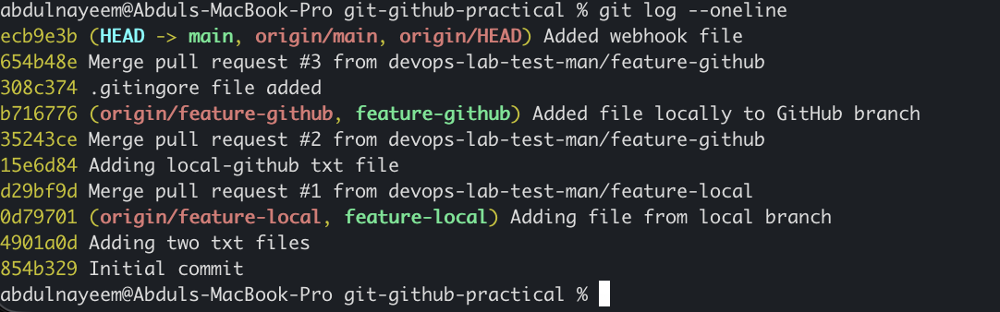 abdulnayeem@Abduls-MacBook-Pro git-github-practical % git log --oneline
ecb9e3b (HEAD -> main, origin/main, origin/HEAD) Added webhook file
654b48e Merge pull request #3 from devops-lab-test-man/feature-github
308c374 .gitingore file added
b716776 (origin/feature-github, feature-github) Added file locally to GitHub branch
35243ce Merge pull request #2 from devops-lab-test-man/feature-github
15e6d84 Adding local-github txt file
d29bf9d Merge pull request #1 from devops-lab-test-man/feature-local
0d79701 (origin/feature-local, feature-local) Adding file from local branch
4901a0d Adding two txt files
854b329 Initial commit
abdulnayeem@Abduls-MacBook-Pro git-github-practical %